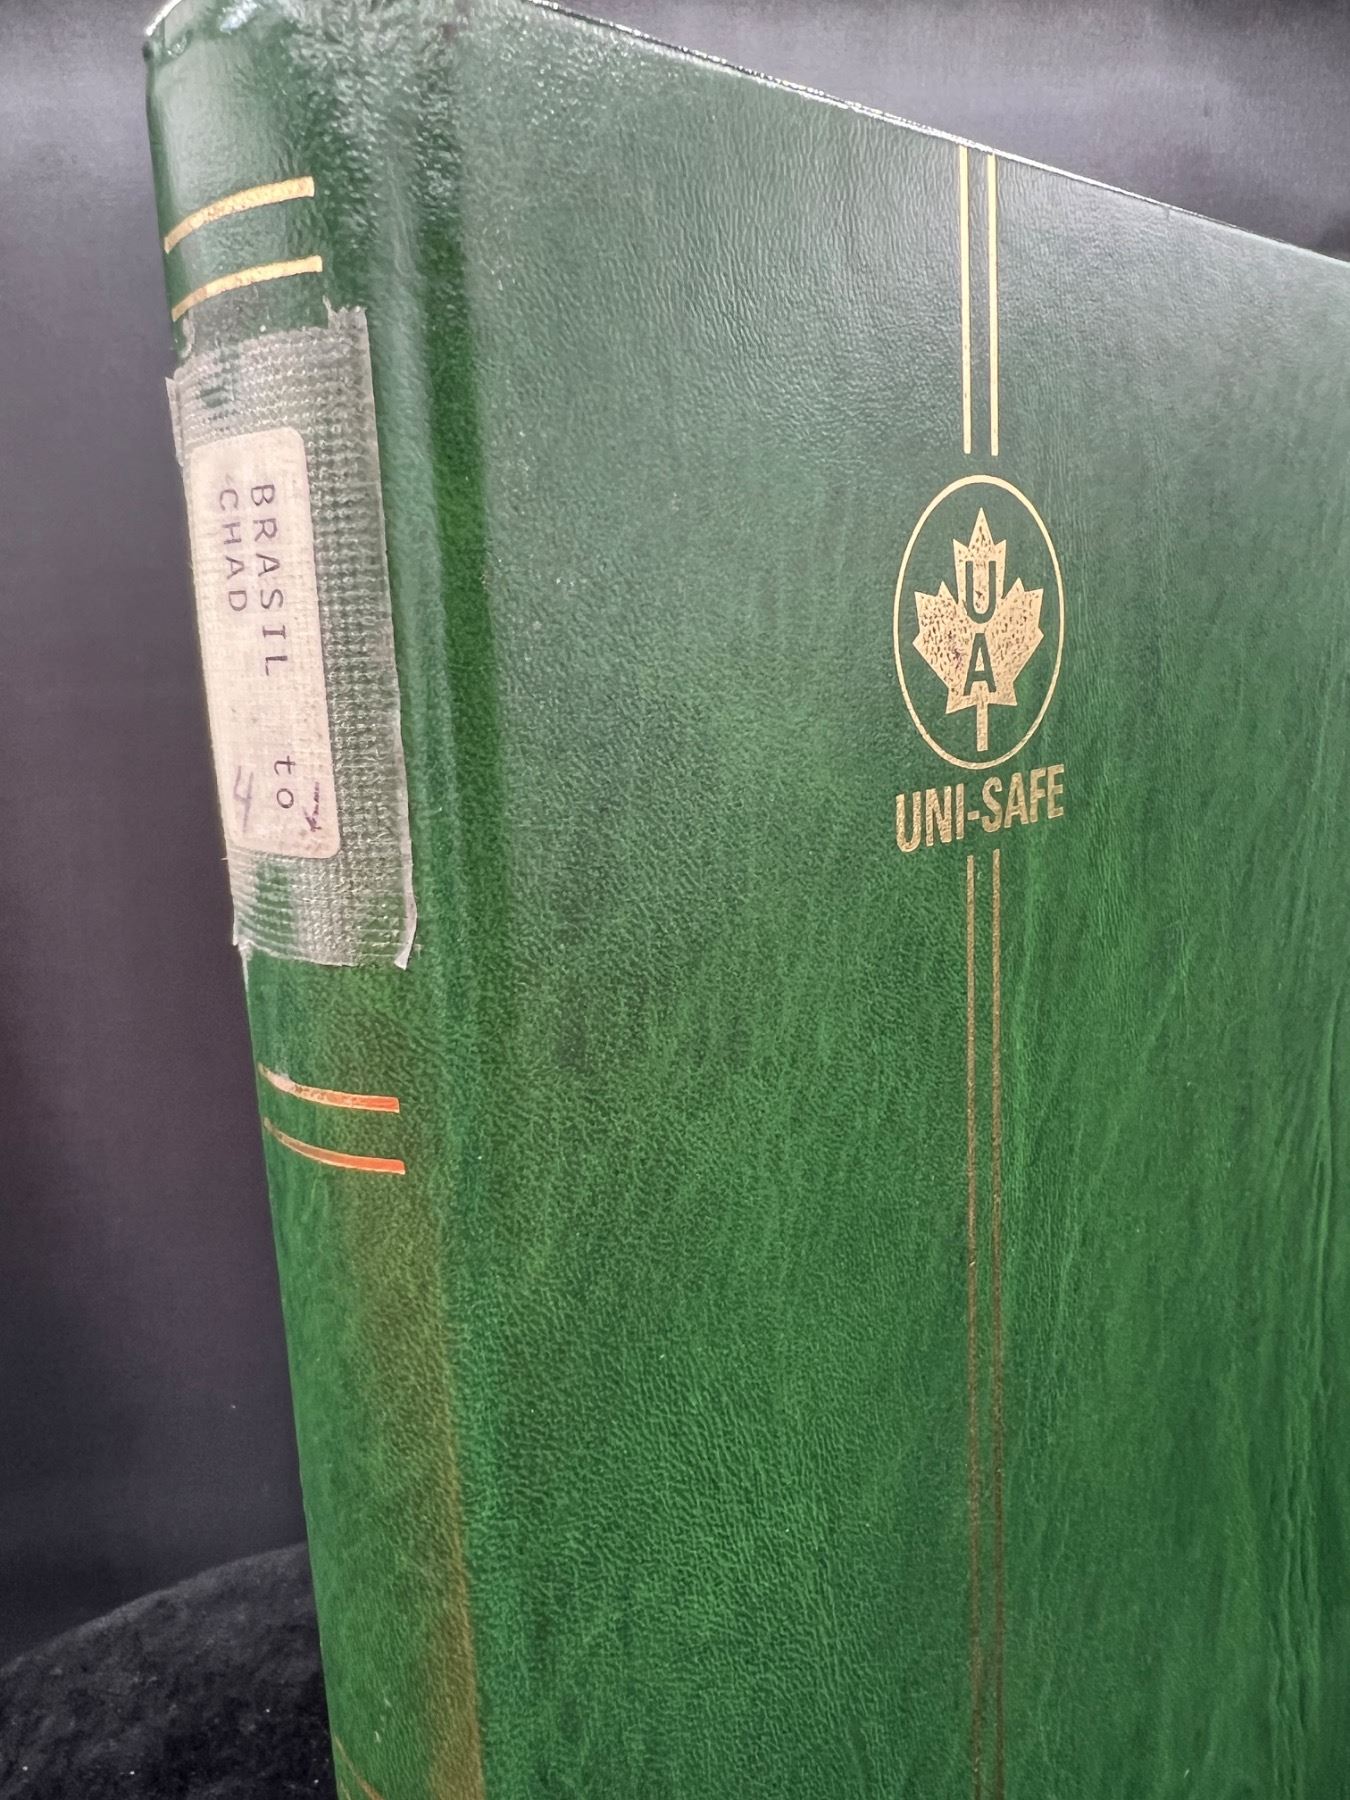 BRASIL to
CHAD
4
U
A
UNI-SAFE